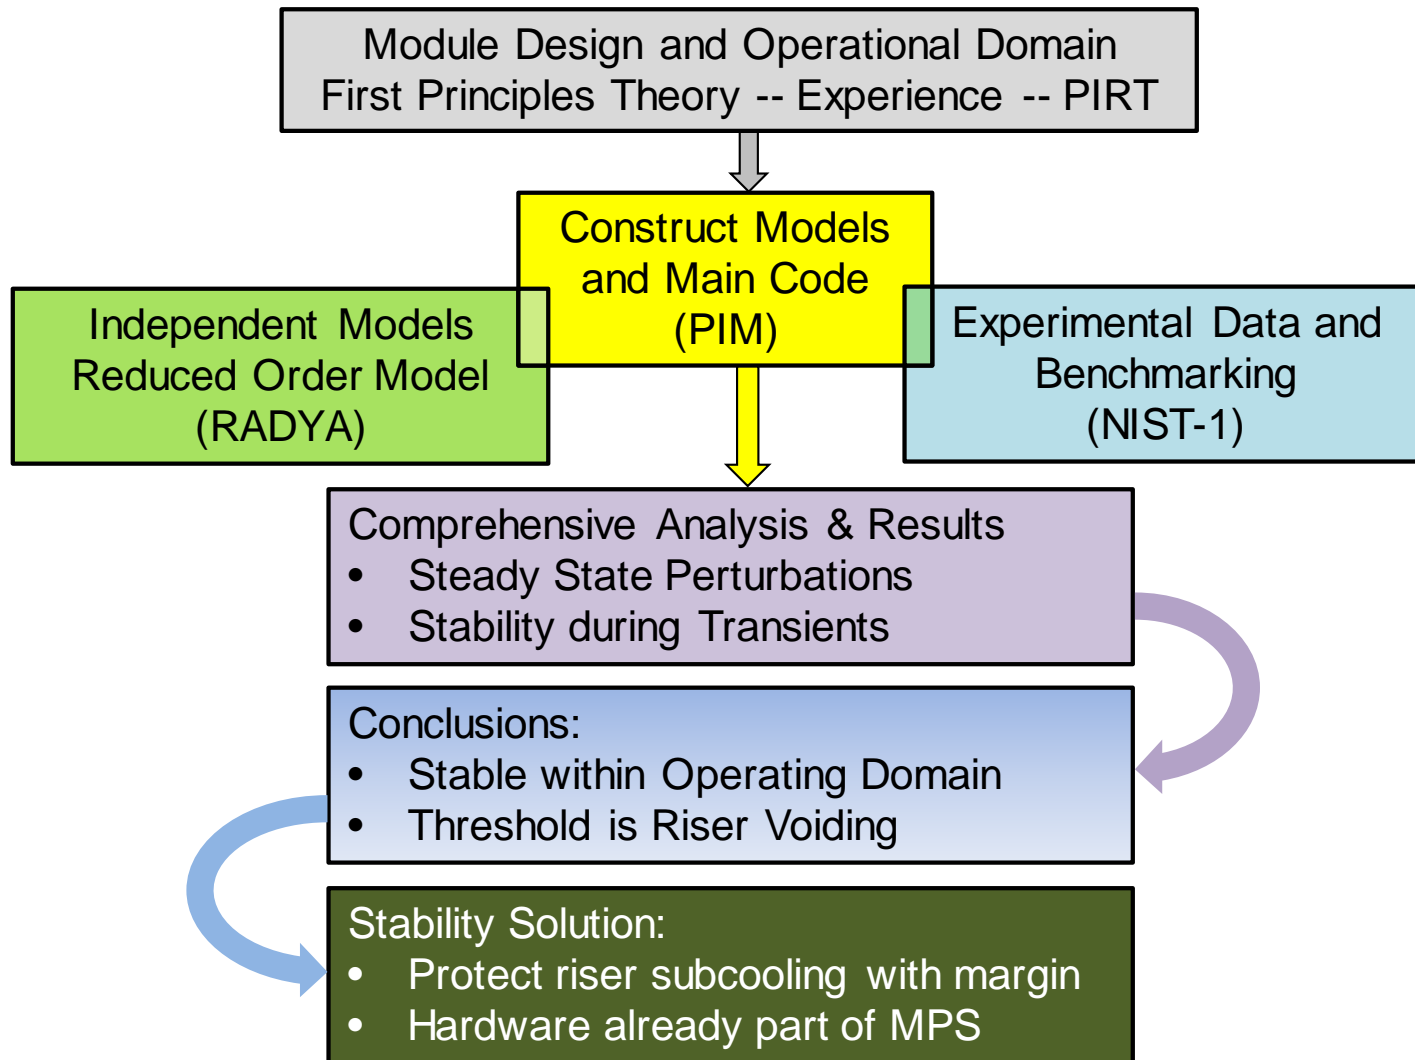 Module Design and Operational Domain
First Principles Theory -- Experience -- PIRT
Construct Models
and Main Code
(PIM)
Independent Models
Reduced Order Model
(RADYA)
Experimental Data and
Benchmarking
(NIST-1)
Comprehensive Analysis & Results
• Steady State Perturbations
• Stability during Transients
Conclusions:
• Stable within Operating Domain
• Threshold is Riser Voiding
Stability Solution:
• Protect riser subcooling with margin
• Hardware already part of MPS